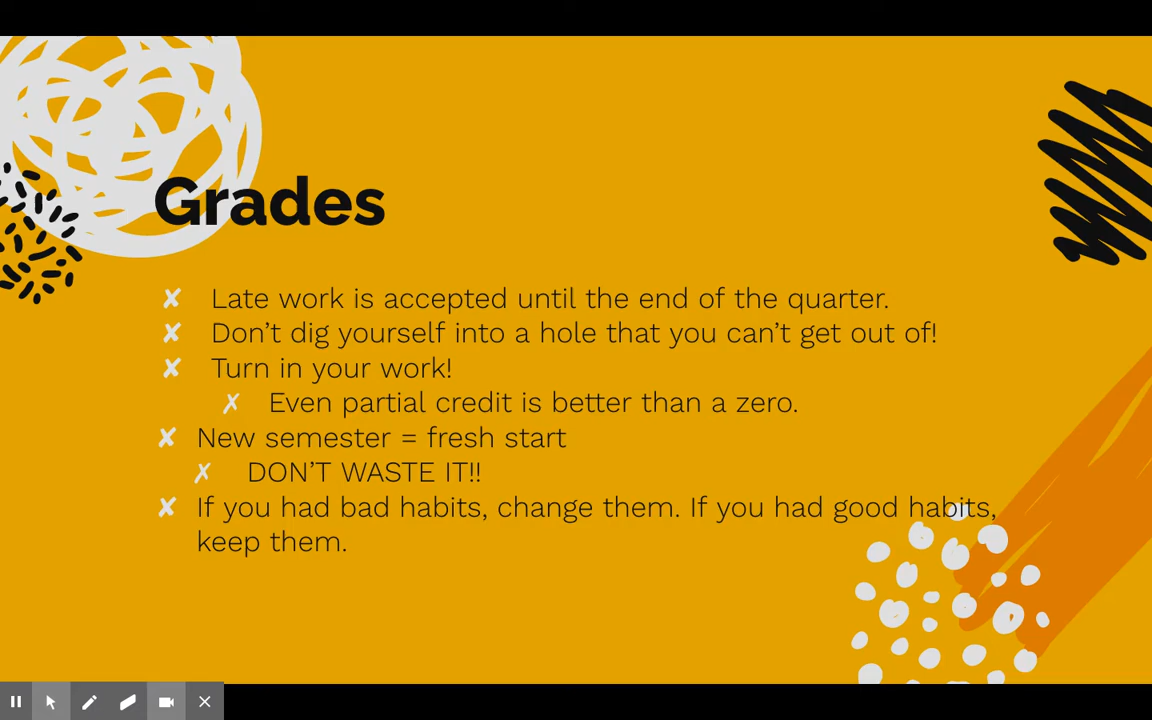 Grades
✘ Late work is accepted until the end of the quarter.
✘ Don’t dig yourself into a hole that you can’t get out of!
✘ Turn in your work!
✗ Even partial credit is better than a zero.
✘ New semester = fresh start
✗ DON’T WASTE IT!!
✘ If you had bad habits, change them. If you had good habits,
keep them.